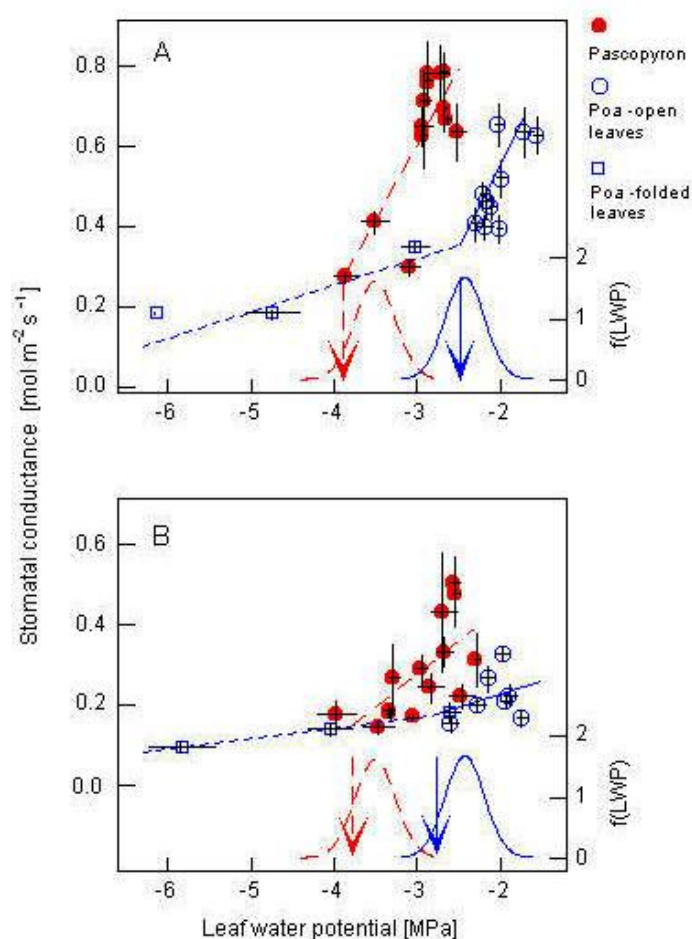 A
0.8
0.6
0.4
0.2
0.0
-6
-5
-4
-3
-2
2
1
0
f(LWP)
Pascopyron
Poa -open
leaves
Poa -folded
leaves
Stomatal conductance [mol m⁻² s⁻¹]
B
0.6
0.4
0.2
0.0
-6
-5
-4
-3
-2
2
1
0
f(LWP)
Leaf water potential [MPa]